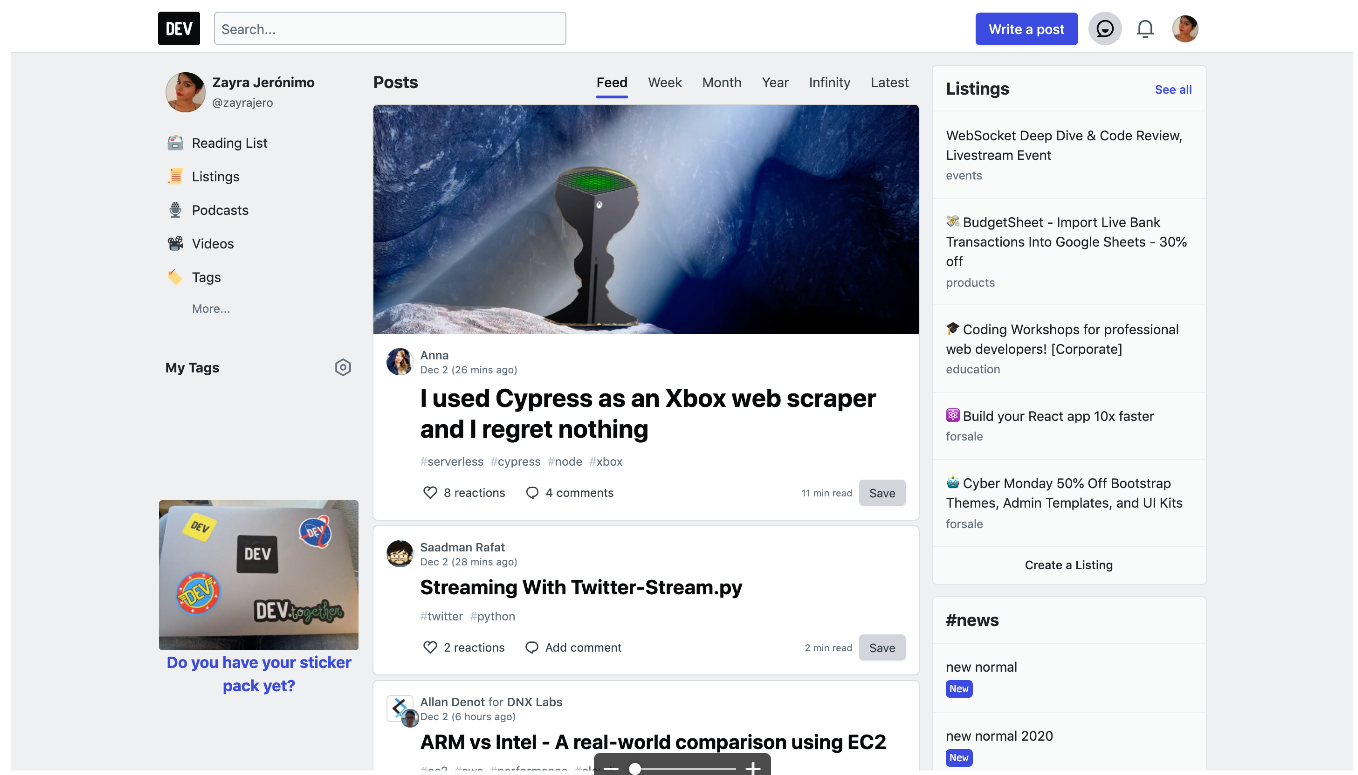 DEV
Search...
Write a post
Zayra Jerónimo
@zayrajero
Reading List
Listings
Podcasts
Videos
Tags
More...
My Tags
DEV
DEV
DEV
DEV
DEV.together
Do you have your sticker
pack yet?
Posts
Feed Week Month Year Infinity Latest
Anna
Dec 2 (26 mins ago)
I used Cypress as an Xbox web scraper
and I regret nothing
#serverless #cypress #node #xbox
8 reactions 4 comments 11 min read Save
Saadman Rafat
Dec 2 (28 mins ago)
Streaming With Twitter-Stream.py
#twitter #python
2 reactions Add comment 2 min read Save
Allan Denot for DNX Labs
Dec 2 (6 hours ago)
ARM vs Intel - A real-world comparison using EC2
#ec2 #aws #performance
Listings See all
WebSocket Deep Dive & Code Review,
Livestream Event
events
BudgetSheet - Import Live Bank
Transactions Into Google Sheets - 30%
off
products
Coding Workshops for professional
web developers! [Corporate]
education
Build your React app 10x faster
forsale
Cyber Monday 50% Off Bootstrap
Themes, Admin Templates, and UI Kits
forsale
Create a Listing
#news
new normal
New
new normal 2020
New